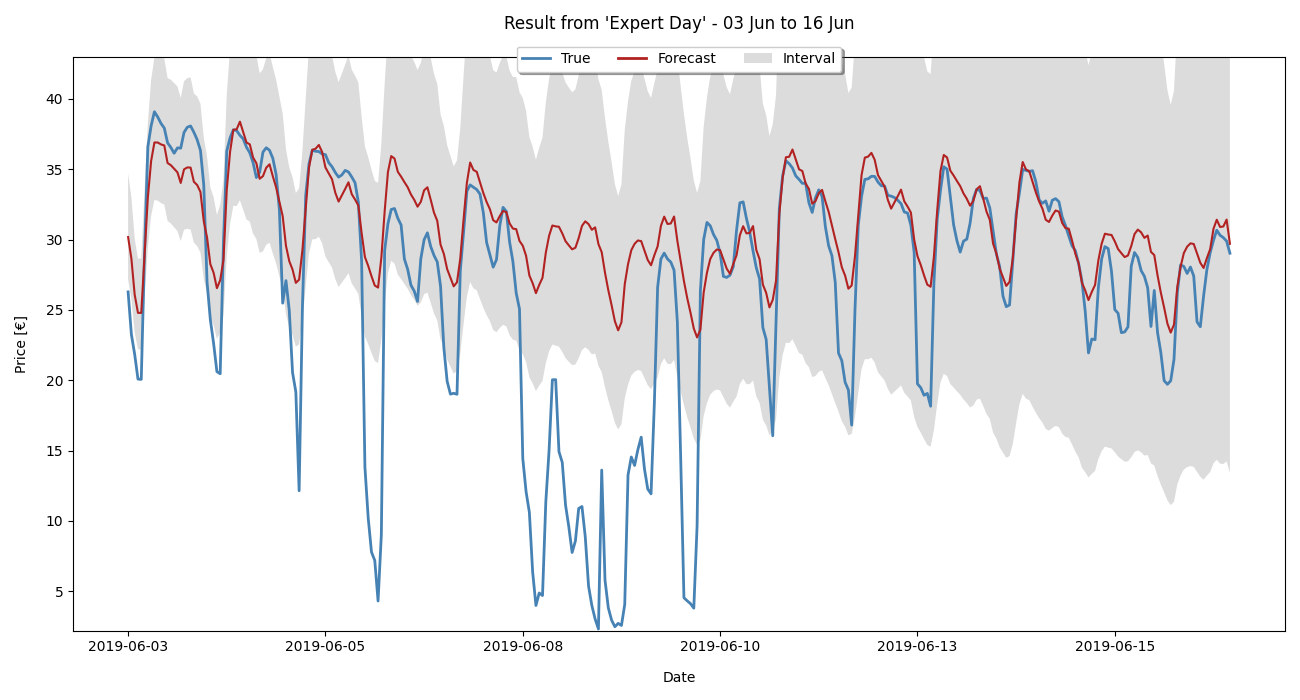 Result from 'Expert Day' - 03 Jun to 16 Jun
True Forecast Interval
Price [€]
40
35
30
25
20
15
10
5
2019-06-03 2019-06-05 2019-06-08 2019-06-10 2019-06-13 2019-06-15
Date